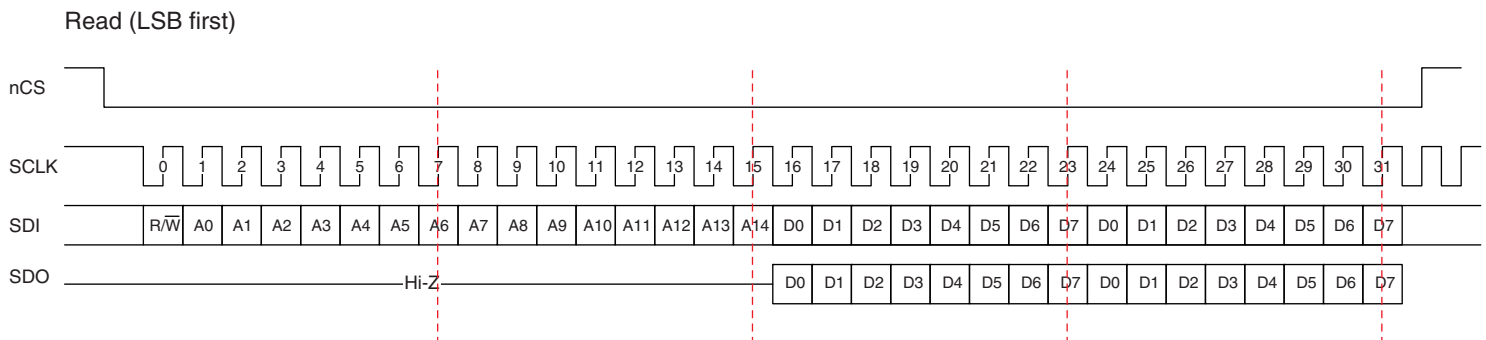 Read (LSB first)
nCS
SCLK 0 1 2 3 4 5 6 7 8 9 10 11 12 13 14 15 16 17 18 19 20 21 22 23 24 25 26 27 28 29 30 31
SDI R/W̅ A0 A1 A2 A3 A4 A5 A6 A7 A8 A9 A10 A11 A12 A13 A14 D0 D1 D2 D3 D4 D5 D6 D7 D0 D1 D2 D3 D4 D5 D6 D7
SDO Hi-Z D0 D1 D2 D3 D4 D5 D6 D7 D0 D1 D2 D3 D4 D5 D6 D7